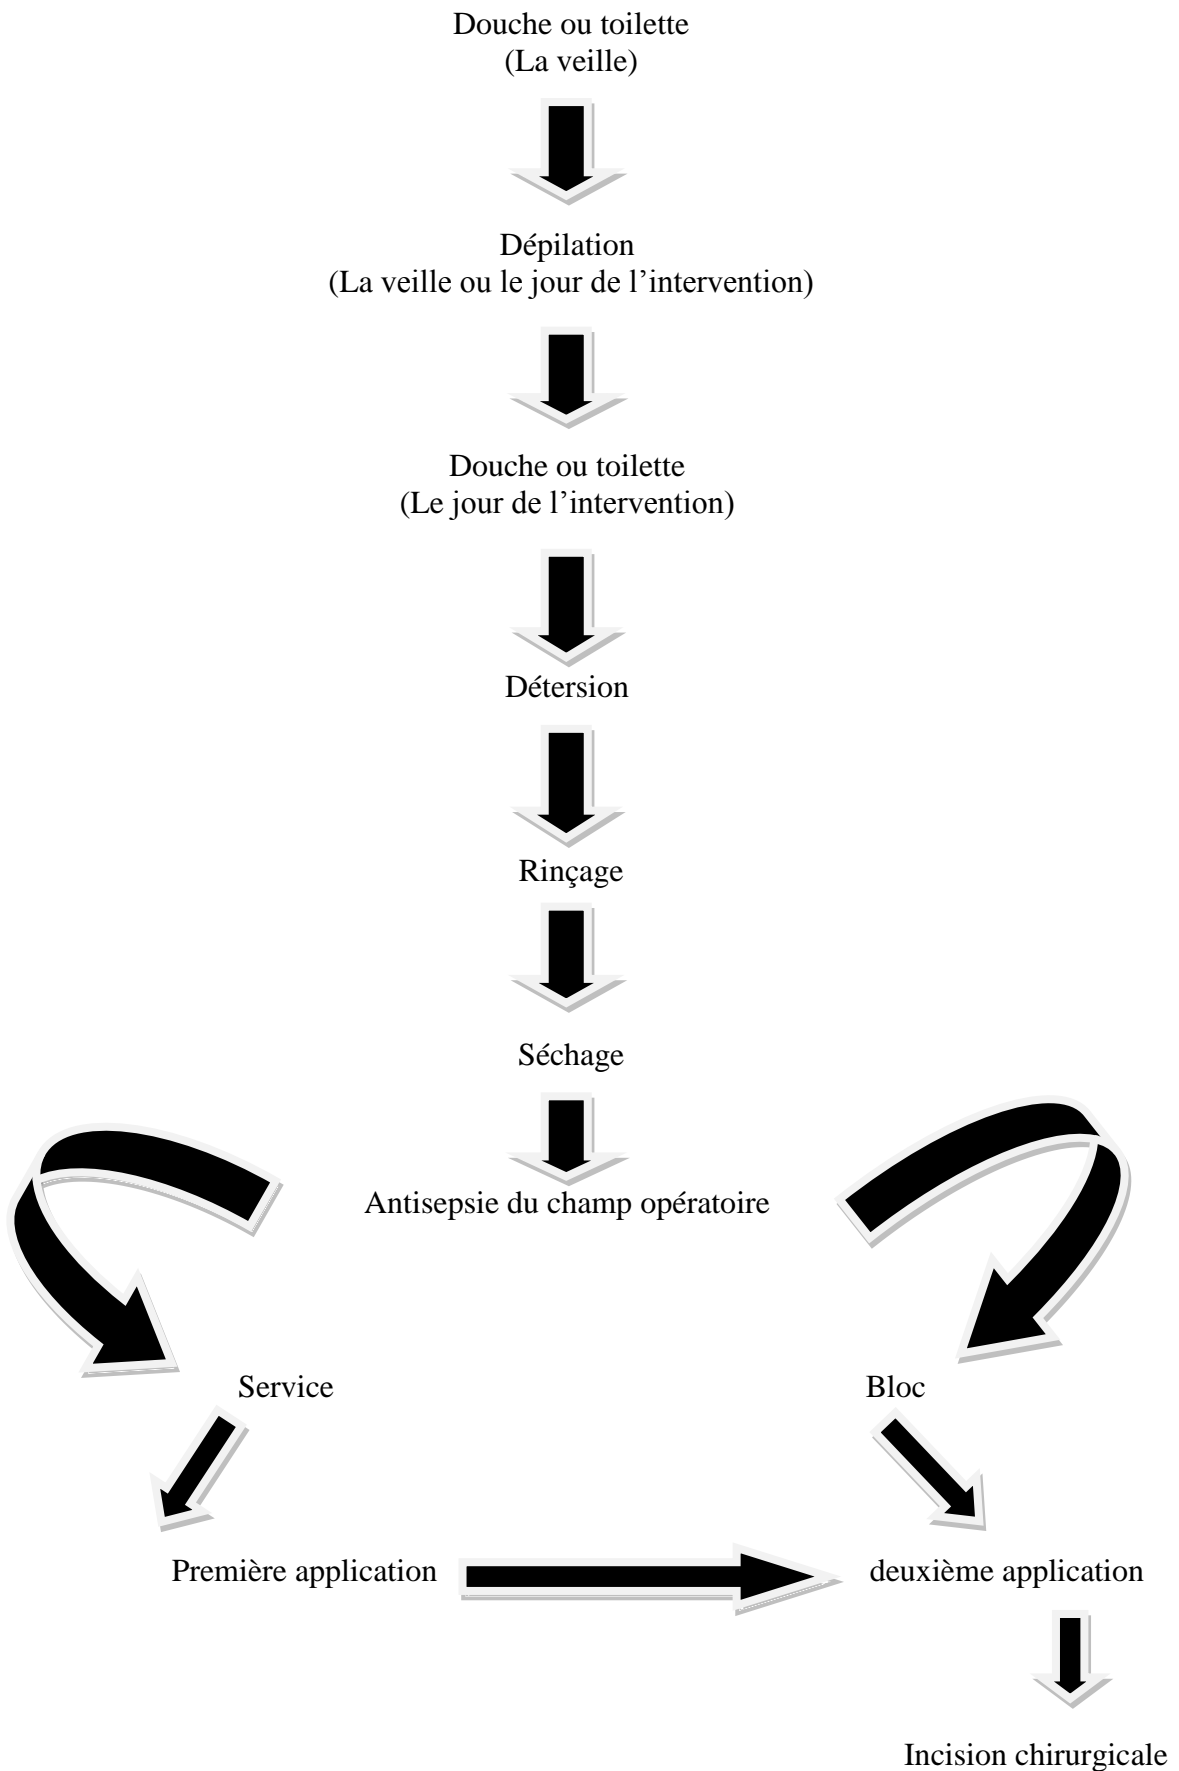 Douche ou toilette
(La veille)
Dépilation
(La veille ou le jour de l’intervention)
Douche ou toilette
(Le jour de l’intervention)
Détersion
Rinçage
Séchage
Antisepsie du champ opératoire
Service
Bloc
Première application
deuxième application
Incision chirurgicale